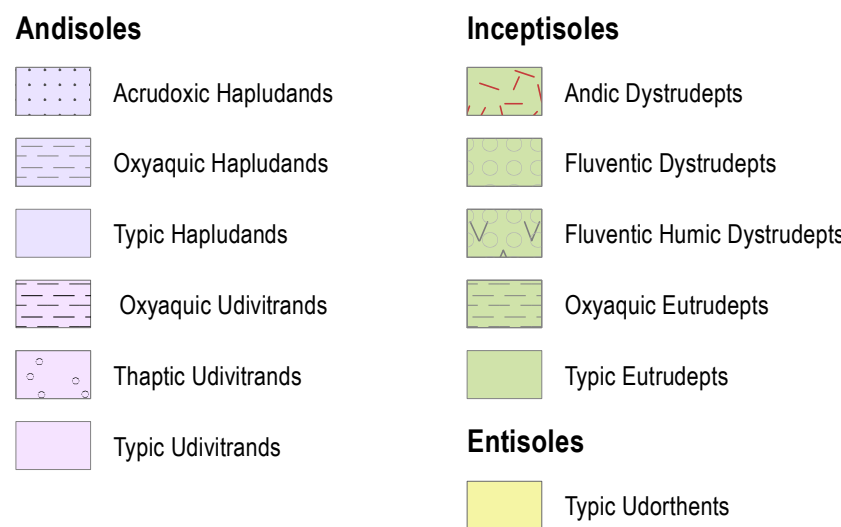 Andisoles
Acrudoxic Hapludands
Oxyaquic Hapludands
Typic Hapludands
Oxyaquic Udivitrands
Thaptic Udivitrands
Typic Udivitrands
Inceptisoles
Andic Dystrudepts
Fluventic Dystrudepts
Fluventic Humic Dystrudepts
Oxyaquic Eutrudepts
Typic Eutrudepts
Entisoles
Typic Udorthents